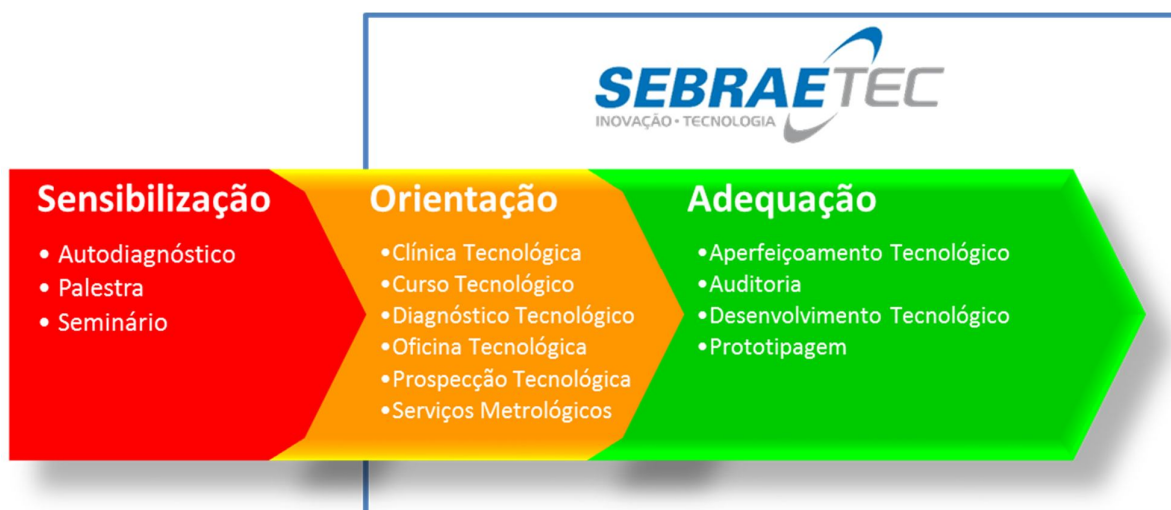 SEBRAETEC
INOVAÇÃO • TECNOLOGIA
Sensibilização
• Autodiagnóstico
• Palestra
• Seminário
Orientação
•Clínica Tecnológica
•Curso Tecnológico
•Diagnóstico Tecnológico
•Oficina Tecnológica
•Prospecção Tecnológica
•Serviços Metrológicos
Adequação
•Aperfeiçoamento Tecnológico
•Auditoria
•Desenvolvimento Tecnológico
•Prototipagem